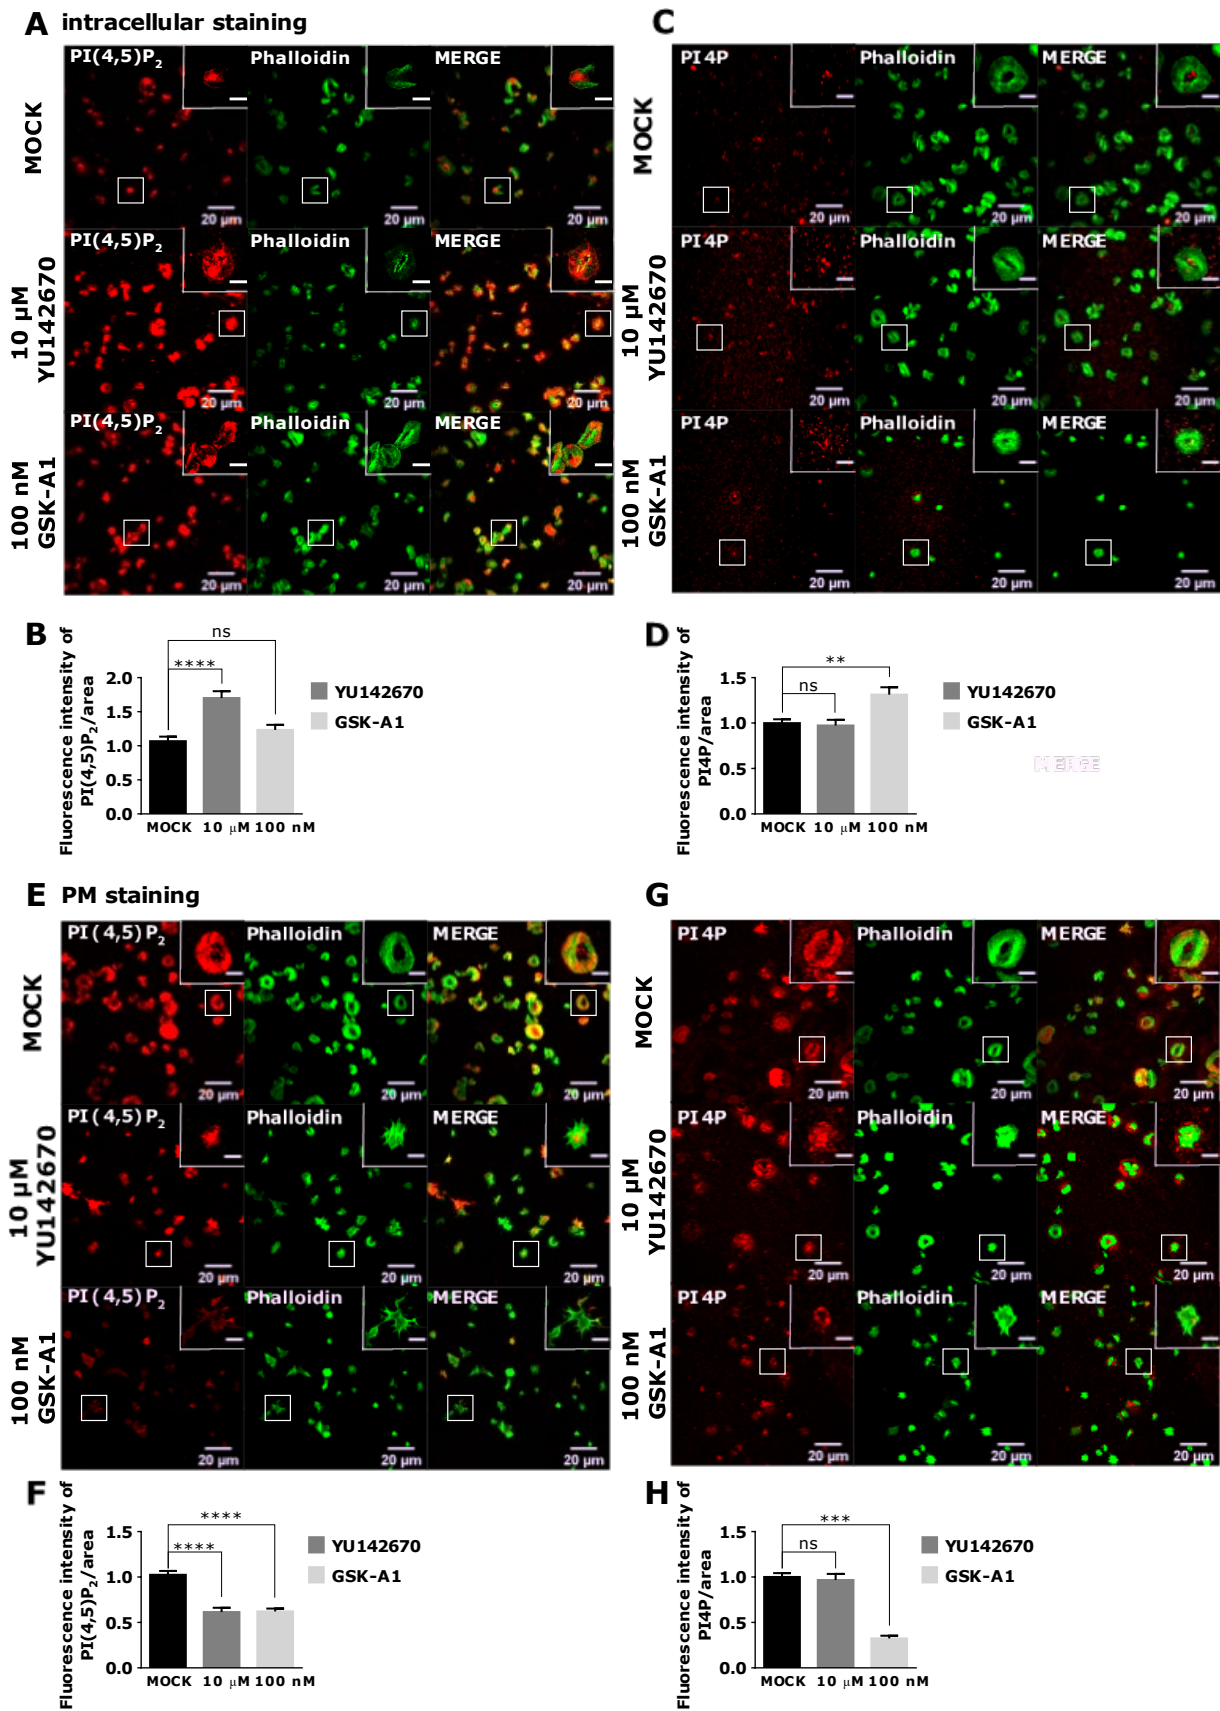 A intracellular staining
PI(4,5)P2 Phalloidin MERGE
MOCK
20 µm 20 µm 20 µm
PI(4,5)P2 Phalloidin MERGE
10 µM
YU142670
20 µm 20 µm 20 µm
PI(4,5)P2 Phalloidin MERGE
100 nM
GSK-A1
20 µm 20 µm 20 µm
C
PI4P Phalloidin MERGE
MOCK
20 µm 20 µm 20 µm
PI4P Phalloidin MERGE
10 µM
YU142670
20 µm 20 µm 20 µm
PI4P Phalloidin MERGE
100 nM
GSK-A1
20 µm 20 µm 20 µm
B
Fluorescence intensity of
PI(4,5)P2/area
ns
****
2.0
1.5
1.0
0.5
0.0
MOCK 10 µM 100 nM
YU142670
GSK-A1
D
Fluorescence intensity of
PI4P/area
**
ns
1.5
1.0
0.5
0.0
MOCK 10 µM 100 nM
YU142670
GSK-A1
MERGE
E PM staining
PI(4,5)P2 Phalloidin MERGE
MOCK
20 µm 20 µm 20 µm
PI(4,5)P2 Phalloidin MERGE
10 µM
YU142670
20 µm 20 µm 20 µm
PI(4,5)P2 Phalloidin MERGE
100 nM
GSK-A1
20 µm 20 µm 20 µm
G
PI4P Phalloidin MERGE
MOCK
20 µm 20 µm 20 µm
PI4P Phalloidin MERGE
10 µM
YU142670
20 µm 20 µm 20 µm
PI4P Phalloidin MERGE
100 nM
GSK-A1
20 µm 20 µm 20 µm
F
Fluorescence intensity of
PI(4,5)P2/area
****
****
1.5
1.0
0.5
0.0
MOCK 10 µM 100 nM
YU142670
GSK-A1
H
Fluorescence intensity of
PI4P/area
***
ns
1.5
1.0
0.5
0.0
MOCK 10 µM 100 nM
YU142670
GSK-A1